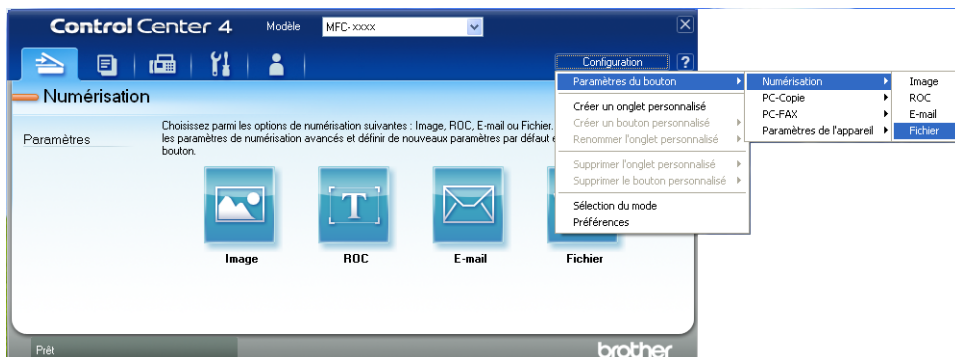 Control Center 4
Modèle
MFC-xxxx
Configuration
?
Numérisation
Paramètres
Choisissez parmi les options de numérisation suivantes : Image, ROC, E-mail ou Fichier.
les paramètres de numérisation avancés et définir de nouveaux paramètres par défaut
bouton.
Image
ROC
E-mail
Fichier
Paramètres du bouton
Créer un onglet personnalisé
Créer un bouton personnalisé
Renommer l'onglet personnalisé
Supprimer l'onglet personnalisé
Supprimer le bouton personnalisé
Sélection du mode
Préférences
Numérisation
PC-Copie
PC-FAX
Paramètres de l'appareil
Image
ROC
E-mail
Fichier
Prêt
brother